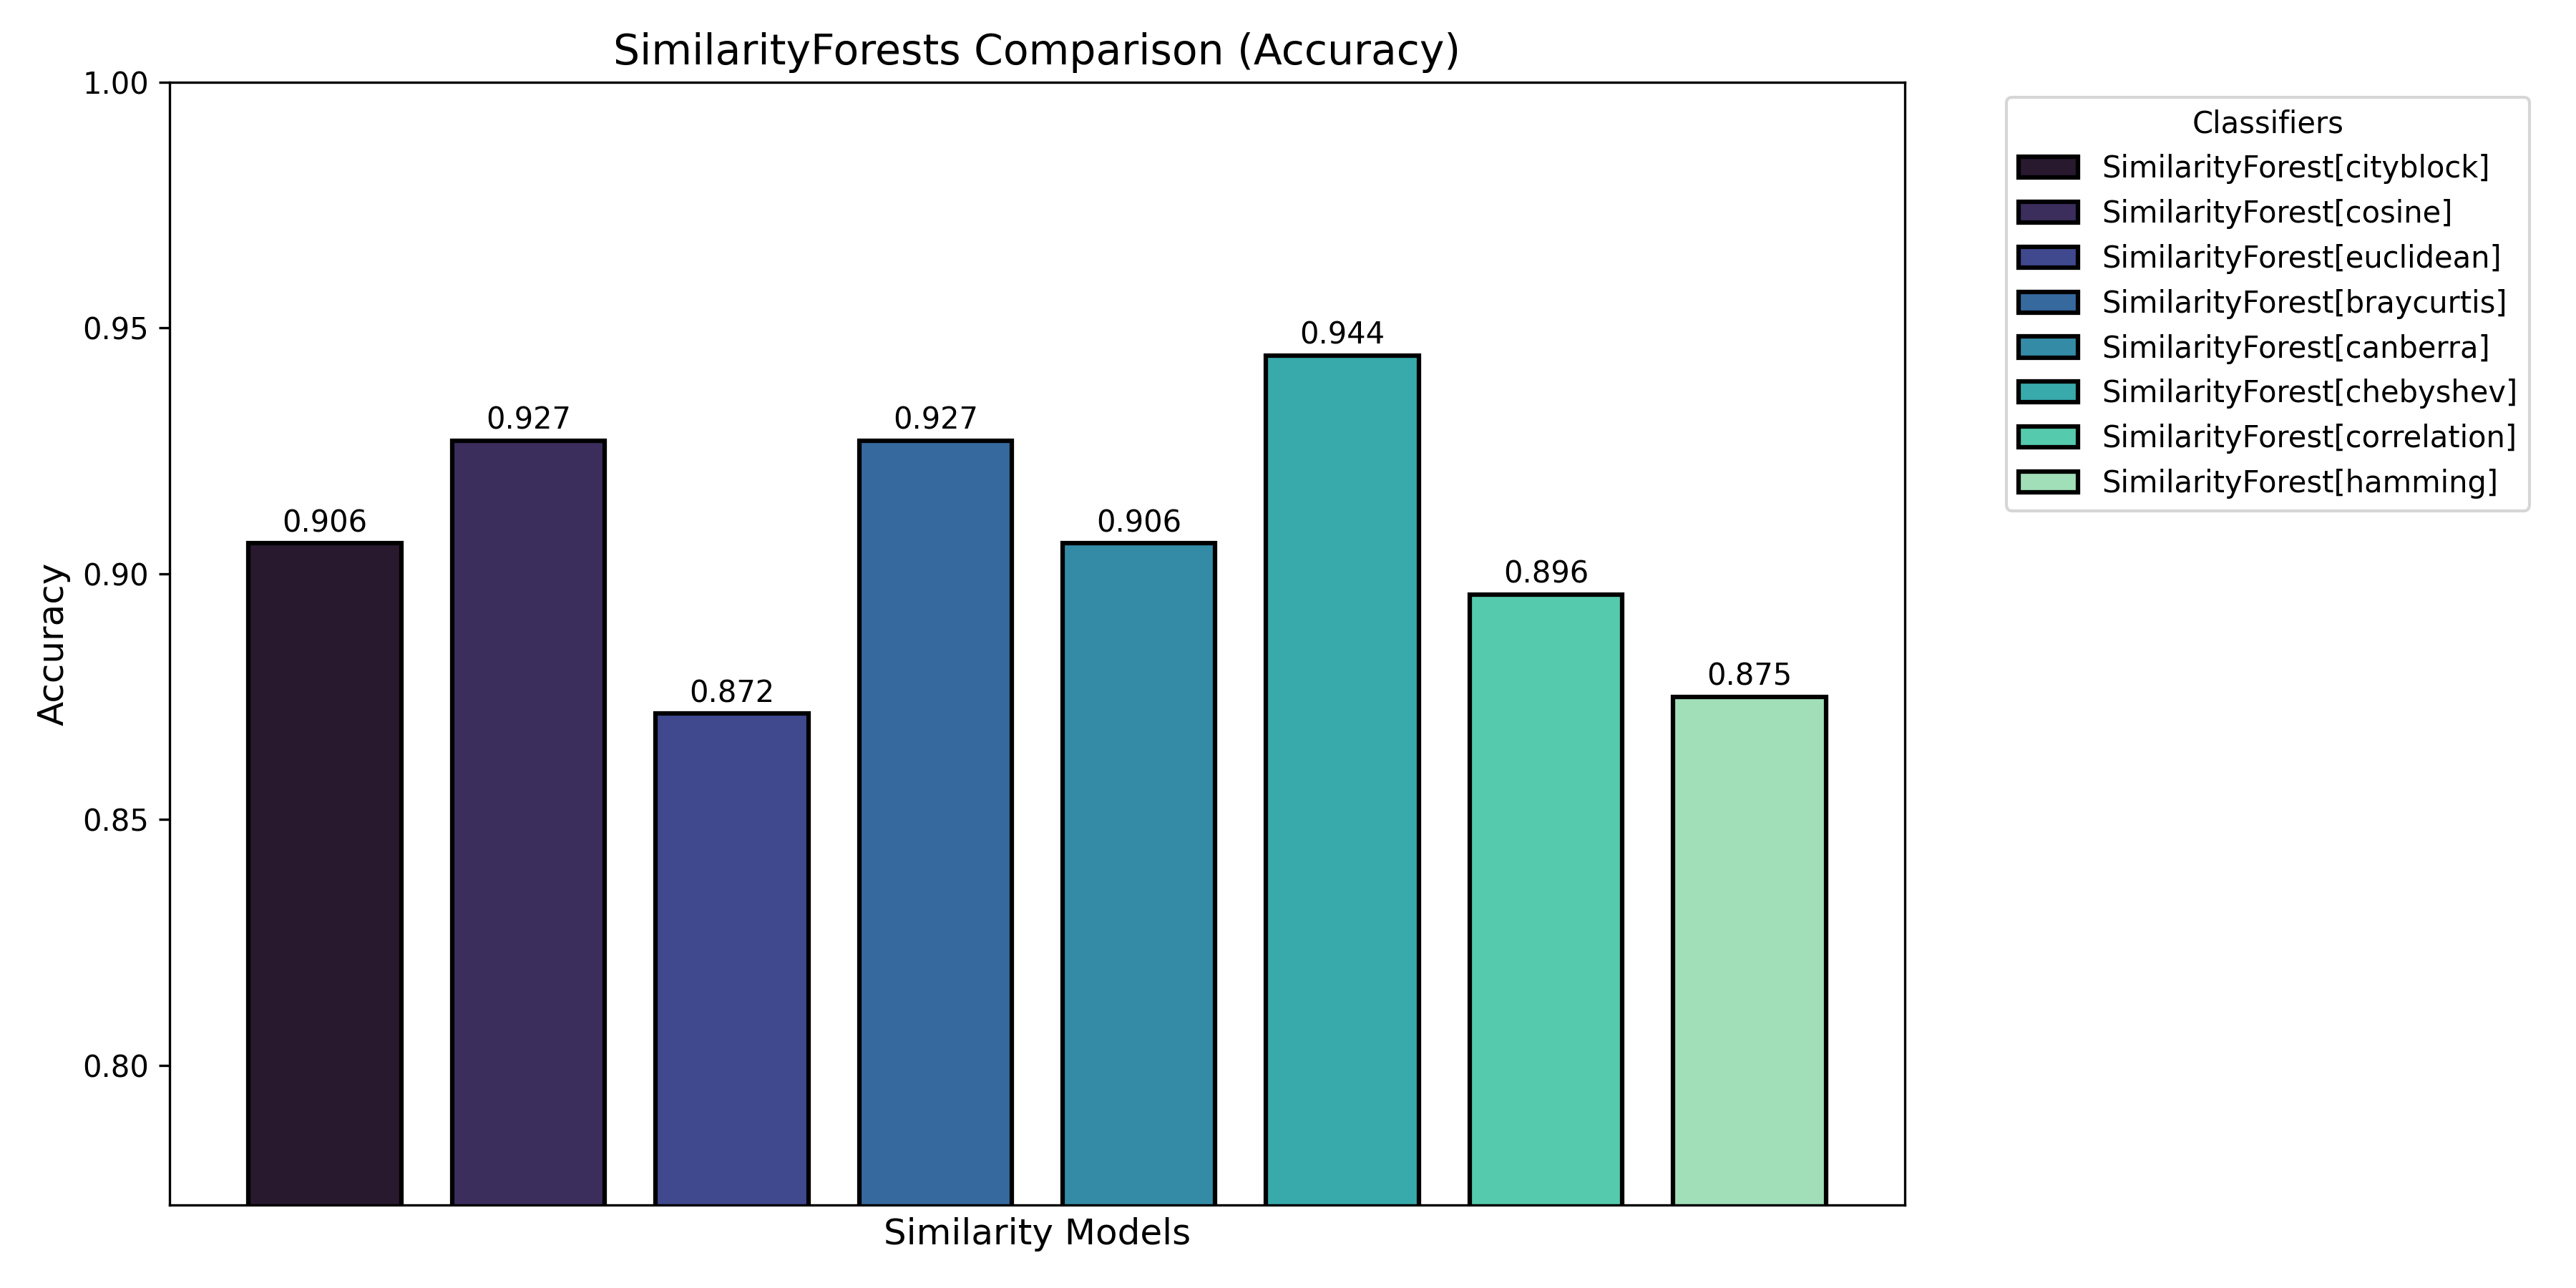 SimilarityForests Comparison (Accuracy)
1.00
0.95
0.90
0.85
0.80
Accuracy
0.906
0.927
0.872
0.927
0.906
0.944
0.896
0.875
Similarity Models
Classifiers
SimilarityForest[cityblock]
SimilarityForest[cosine]
SimilarityForest[euclidean]
SimilarityForest[braycurtis]
SimilarityForest[canberra]
SimilarityForest[chebyshev]
SimilarityForest[correlation]
SimilarityForest[hamming]